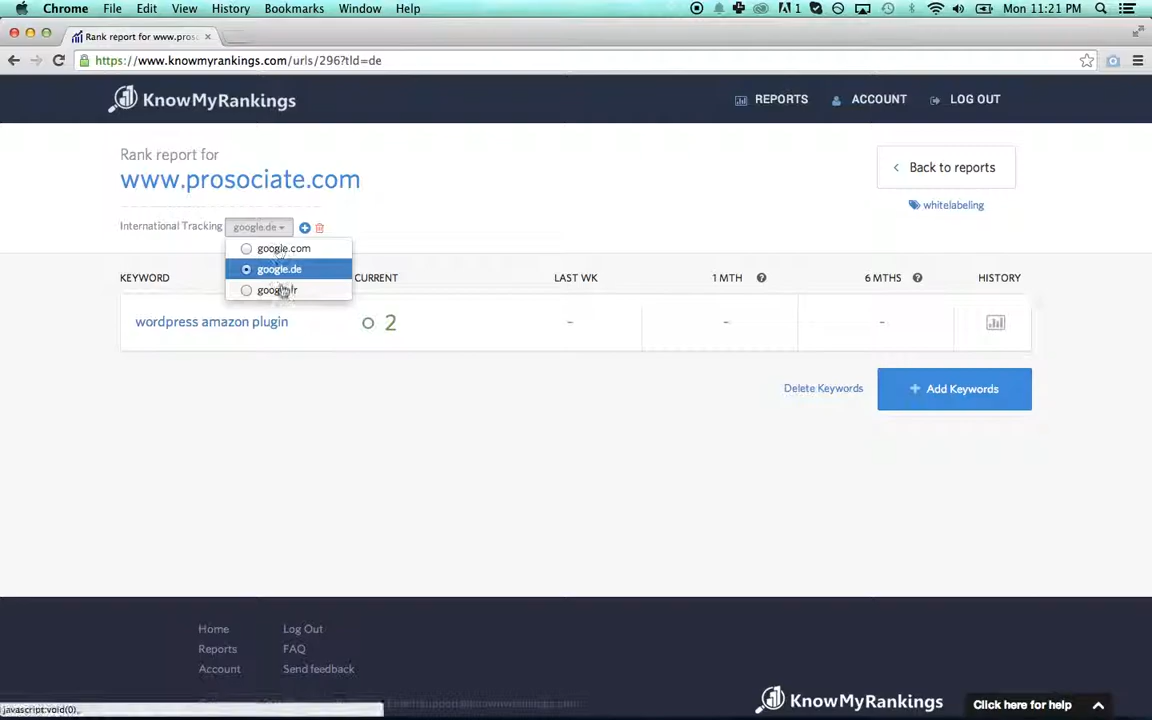 Chrome File Edit View History Bookmarks Window Help 1 Mon 11:21 PM
Rank report for www.pros
https://www.knowmyrankings.com/urls/296?tld=de
KnowMyRankings REPORTS ACCOUNT LOG OUT
Rank report for
www.prosociate.com
Back to reports
whitelabeling
International Tracking google.de
google.com
google.de
KEYWORD CURRENT LAST WK 1 MTH 6 MTHS HISTORY
wordpress amazon plugin 2 - - -
Delete Keywords + Add Keywords
Home Log Out
Reports FAQ
Account Send feedback
javascript:void(0)
KnowMyRankings
Click here for help